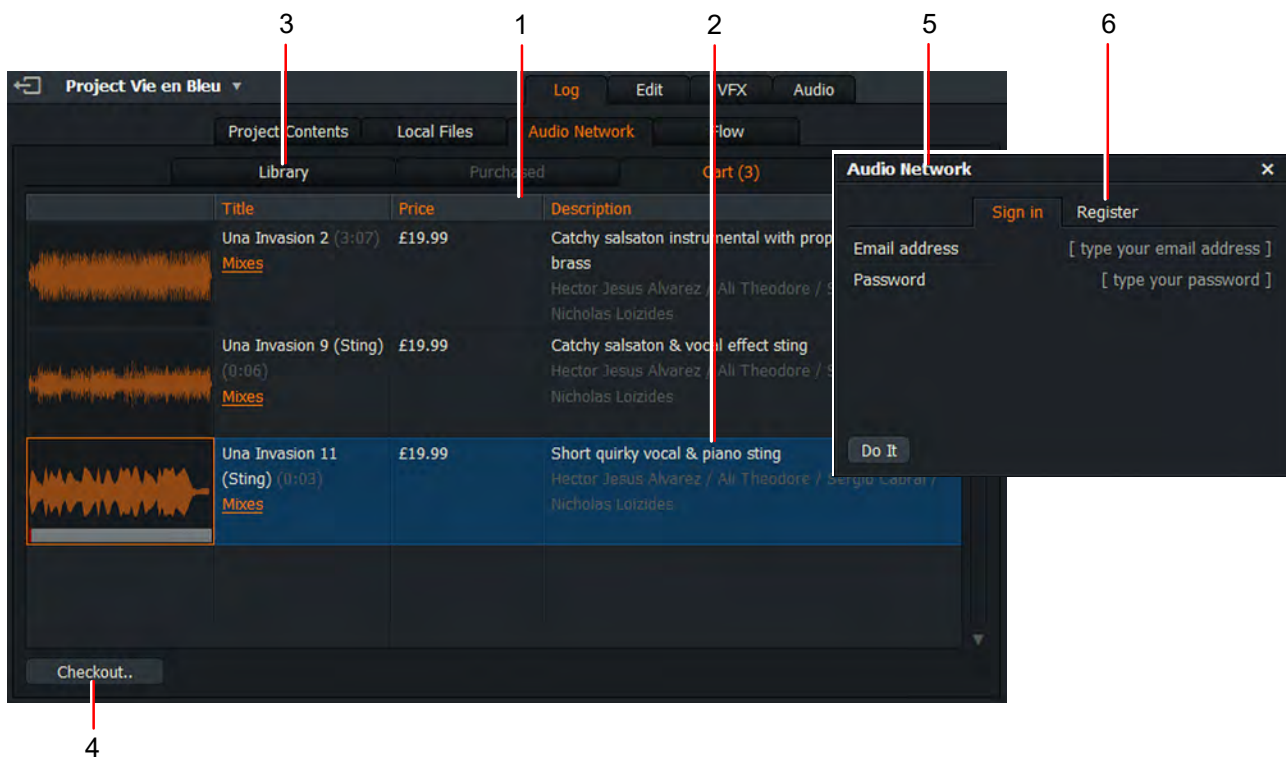 3 1 2 5 6
Project Vie en Bleu
Log Edit VFX Audio
Project Contents Local Files Audio Network Flow
Library Purchased Cart (3)
Title Price Description
Una Invasion 2 (3:07) £19.99 Catchy salsaton instrumental with prop
Mixes brass
Hector Jesus Alvarez / Ali Theodore / S
Nicholas Loizides
Una Invasion 9 (Sting) £19.99 Catchy salsaton & vocal effect sting
(0:06) Hector Jesus Alvarez / Ali Theodore / S
Mixes Nicholas Loizides
Una Invasion 11 £19.99 Short quirky vocal & piano sting
(Sting) (0:03) Hector Jesus Alvarez / Ali Theodore / Sergio Cabral /
Mixes Nicholas Loizides
Checkout..
Audio Network ×
Sign in Register
Email address [ type your email address ]
Password [ type your password ]
Do It
4